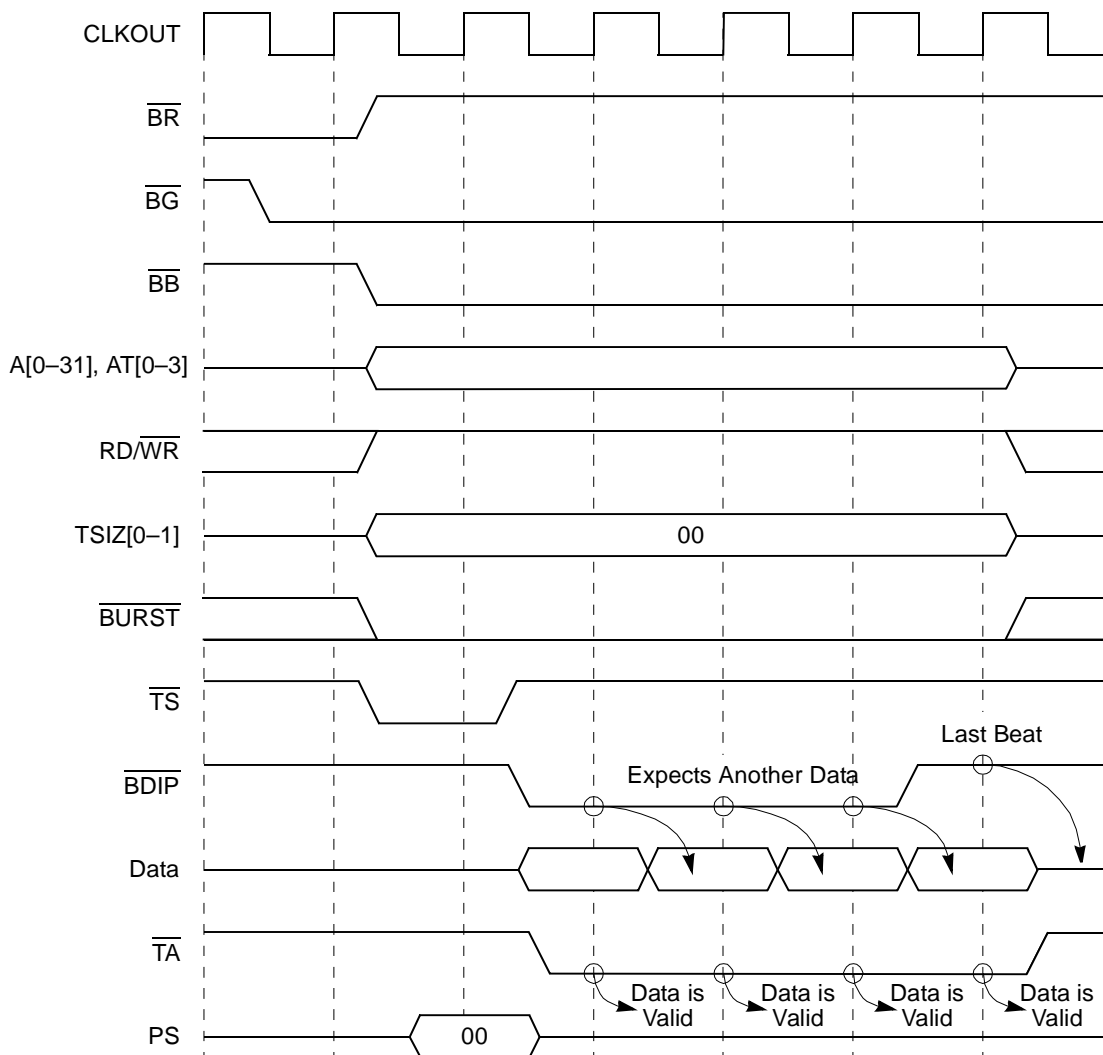 CLKOUT
BR
BG
BB
A[0–31], AT[0–3]
RD/WR
TSIZ[0–1]
00
BURST
TS
Last Beat
BDIP
Expects Another Data
Data
TA
Data is
Valid
Data is
Valid
Data is
Valid
Data is
Valid
PS
00